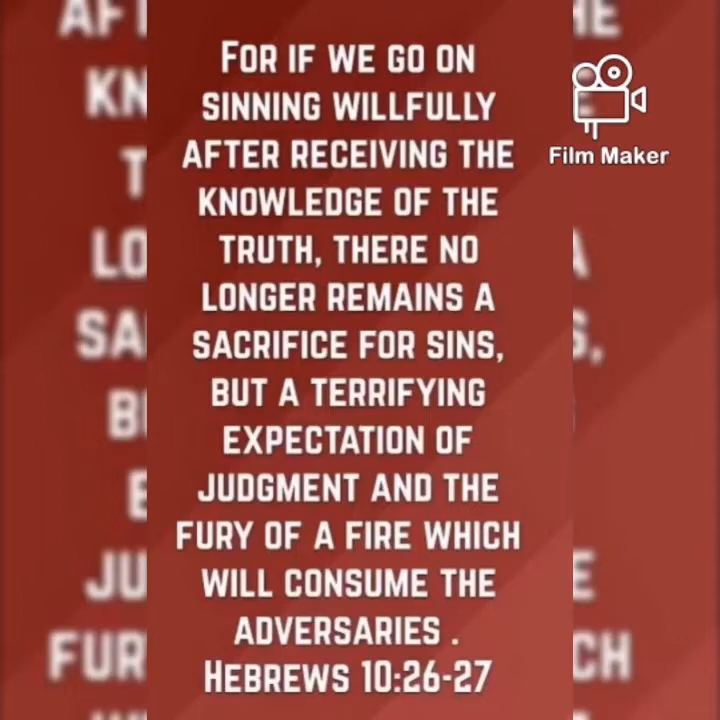 For if we go on
sinning willfully
after receiving the
knowledge of the
truth, there no
longer remains a
sacrifice for sins,
but a terrifying
expectation of
judgment and the
fury of a fire which
will consume the
adversaries .
Hebrews 10:26-27
Film Maker